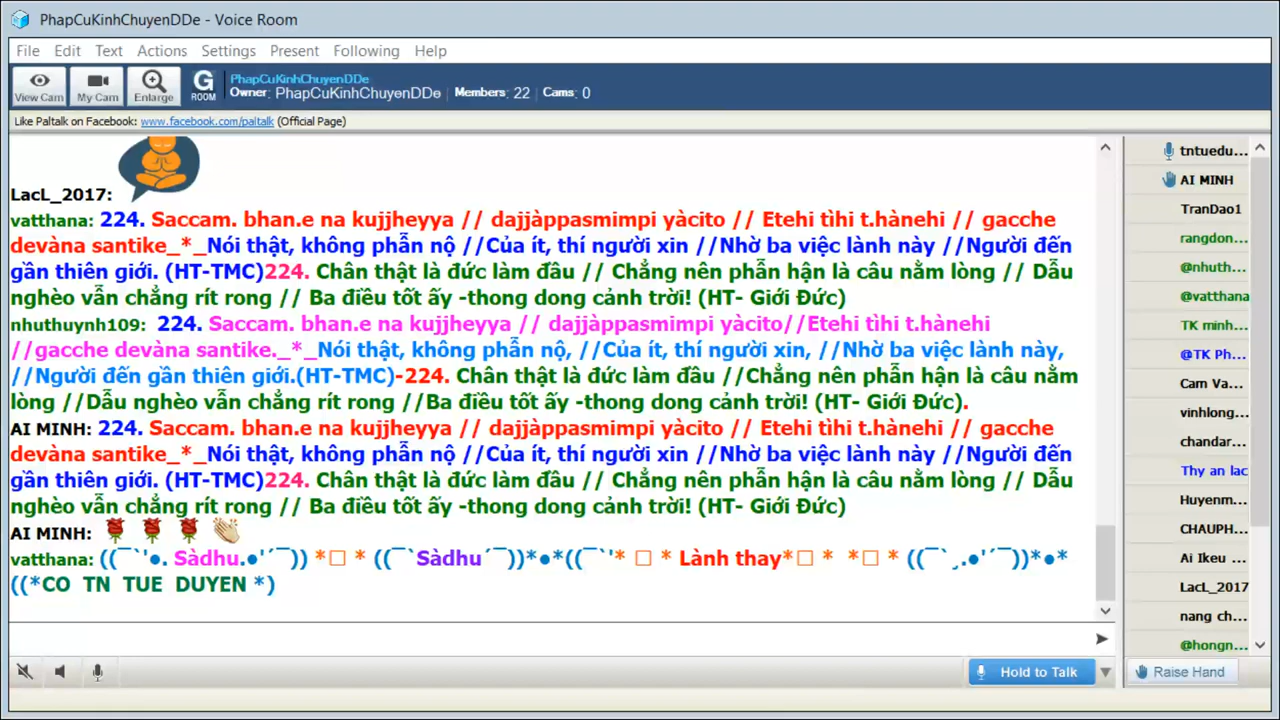 PhapCuKinhChuyenDDe - Voice Room
File Edit Text Actions Settings Present Following Help
View Cam My Cam Enlarge G ROOM
PhapCuKinhChuyenDDe
Owner: PhapCuKinhChuyenDDe Members: 22 Cams: 0
Like Paltalk on Facebook: www.facebook.com/paltalk (Official Page)
LacL_2017:
vatthana: 224. Saccam. bhan.e na kujjheyya // dajjàppasmimpi yàcito // Etehi tìhi t.hànehi // gacche
devàna santike_*_Nói thật, không phẫn nộ //Của ít, thí người xin //Nhờ ba việc lành này //Người đến
gần thiên giới. (HT-TMC)224. Chân thật là đức làm đầu // Chẳng nên phẫn hận là câu nằm lòng // Dẫu
nghèo vẫn chẳng rít rong // Ba điều tốt ấy -thong dong cảnh trời! (HT- Giới Đức)
nhuthuynh109: 224. Saccam. bhan.e na kujjheyya // dajjàppasmimpi yàcito//Etehi tìhi t.hànehi
//gacche devàna santike._*_Nói thật, không phẫn nộ, //Của ít, thí người xin, //Nhờ ba việc lành này,
//Người đến gần thiên giới.(HT-TMC)-224. Chân thật là đức làm đầu //Chẳng nên phẫn hận là câu nằm
lòng //Dẫu nghèo vẫn chẳng rít rong //Ba điều tốt ấy -thong dong cảnh trời! (HT- Giới Đức).
AI MINH: 224. Saccam. bhan.e na kujjheyya // dajjàppasmimpi yàcito // Etehi tìhi t.hànehi // gacche
devàna santike_*_Nói thật, không phẫn nộ //Của ít, thí người xin //Nhờ ba việc lành này //Người đến
gần thiên giới. (HT-TMC)224. Chân thật là đức làm đầu // Chẳng nên phẫn hận là câu nằm lòng // Dẫu
nghèo vẫn chẳng rít rong // Ba điều tốt ấy -thong dong cảnh trời! (HT- Giới Đức)
AI MINH:
vatthana: ((¯`'●. Sàdhu.●'´¯)) *□ * ((¯`Sàdhu´¯))*●*((¯`'* □ * Lành thay*□ * *□ * ((¯`¸.●'´¯))*●*
((*CO TN TUE DUYEN *)
tntuedu...
AI MINH
TranDao1
rangdon...
@nhuth...
@vatthana
TK minh...
@TK Ph...
Cam Va...
vinhlong...
chandar...
Thy an lac
Huyenm...
CHAUPH...
Ai Ikeu ...
LacL_2017
nang ch...
@hongn...
Hold to Talk
Raise Hand